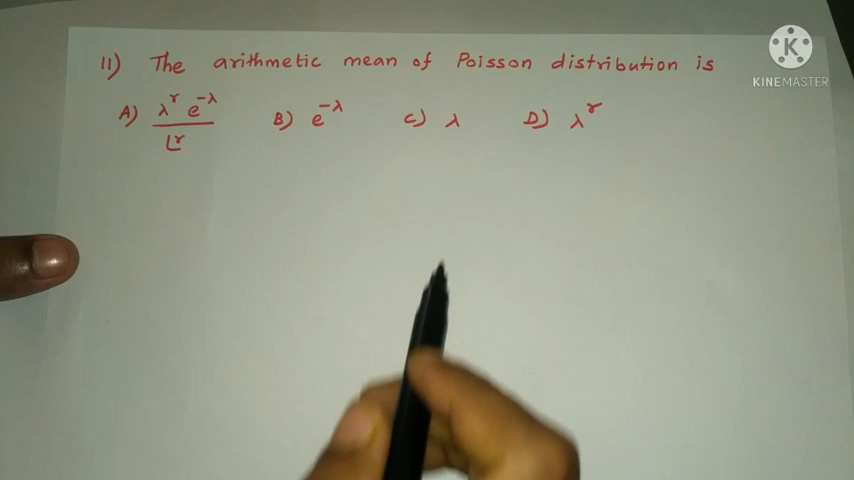 11) The arithmetic mean of Poisson distribution is
A) λ^r e^-λ / ⌊r B) e^-λ C) λ D) λ^r
K
KINEMASTER